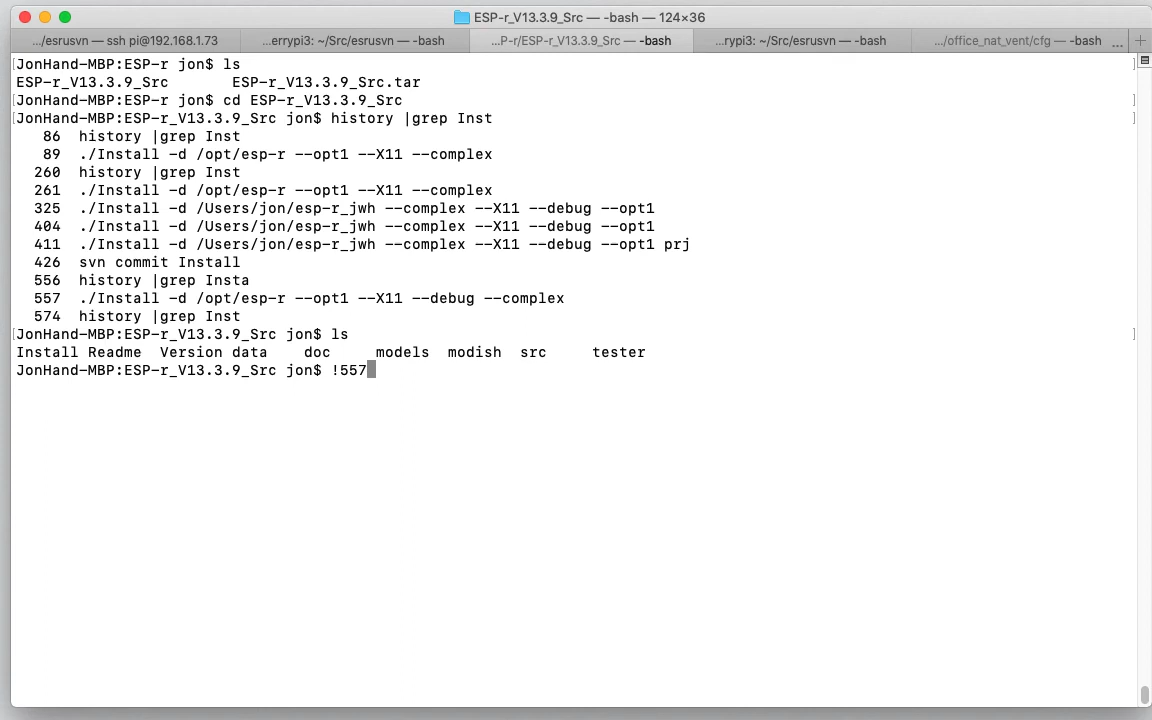 ESP-r_V13.3.9_Src — -bash — 124×36
.../esrusvn — ssh pi@192.168.1.73 ...errypi3: ~/Src/esrusvn — -bash ...P-r/ESP-r_V13.3.9_Src — -bash ...rypi3: ~/Src/esrusvn — -bash .../office_nat_vent/cfg — -bash ... +
[JonHand-MBP:ESP-r jon$ ls ]
ESP-r_V13.3.9_Src ESP-r_V13.3.9_Src.tar
[JonHand-MBP:ESP-r jon$ cd ESP-r_V13.3.9_Src ]
[JonHand-MBP:ESP-r_V13.3.9_Src jon$ history |grep Inst ]
86 history |grep Inst
89 ./Install -d /opt/esp-r --opt1 --X11 --complex
260 history |grep Inst
261 ./Install -d /opt/esp-r --opt1 --X11 --complex
325 ./Install -d /Users/jon/esp-r_jwh --complex --X11 --debug --opt1
404 ./Install -d /Users/jon/esp-r_jwh --complex --X11 --debug --opt1
411 ./Install -d /Users/jon/esp-r_jwh --complex --X11 --debug --opt1 prj
426 svn commit Install
556 history |grep Insta
557 ./Install -d /opt/esp-r --opt1 --X11 --debug --complex
574 history |grep Inst
[JonHand-MBP:ESP-r_V13.3.9_Src jon$ ls ]
Install Readme Version data doc models modish src tester
JonHand-MBP:ESP-r_V13.3.9_Src jon$ !557